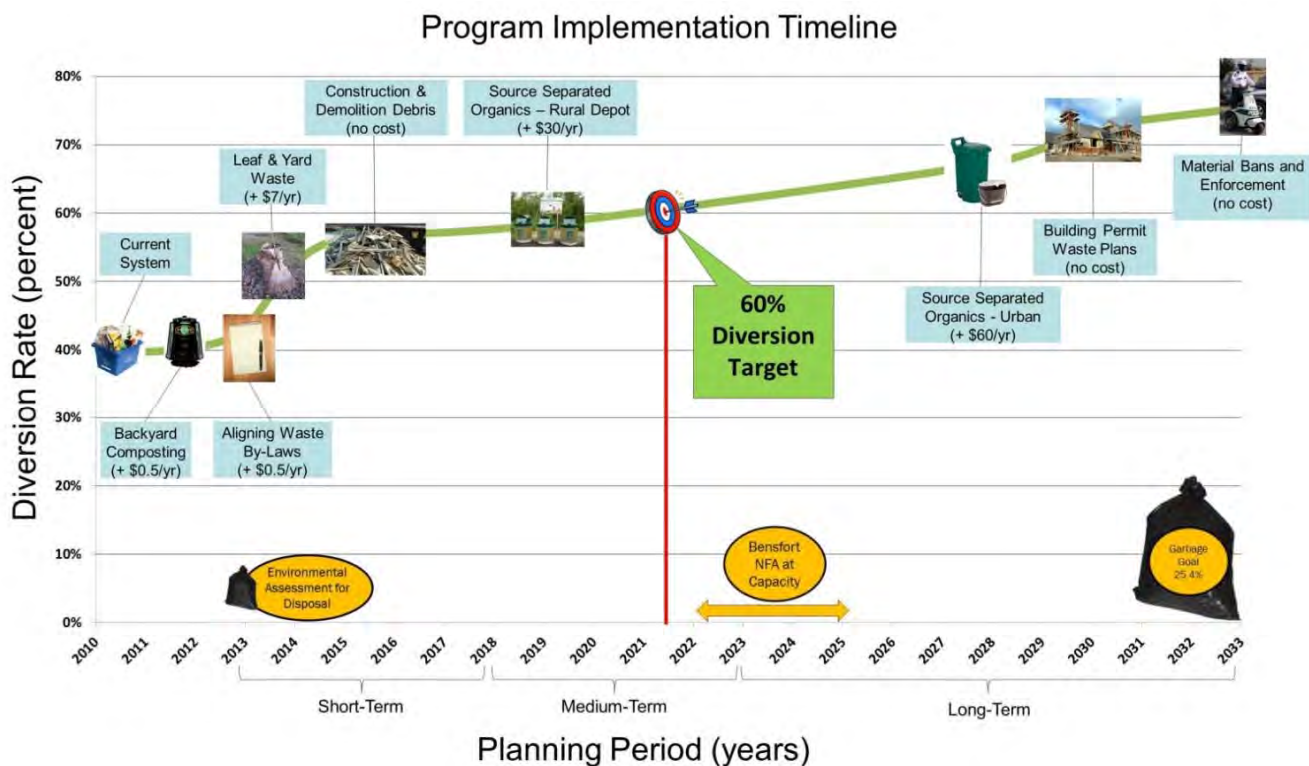 Program Implementation Timeline
Diversion Rate (percent)
80%
70%
60%
50%
40%
30%
20%
10%
0%
Current
System
Backyard
Composting
(+ $0.5/yr)
Aligning Waste
By-Laws
(+ $0.5/yr)
Leaf & Yard
Waste
(+ $7/yr)
Construction &
Demolition Debris
(no cost)
Source Separated
Organics – Rural Depot
(+ $30/yr)
60%
Diversion
Target
Source Separated
Organics - Urban
(+ $60/yr)
Building Permit
Waste Plans
(no cost)
Material Bans and
Enforcement
(no cost)
Environmental
Assessment for
Disposal
Bensfort
NFA at
Capacity
Garbage
Goal
25.4%
2010 2011 2012 2013 2014 2015 2016 2017 2018 2019 2020 2021 2022 2023 2024 2025 2026 2027 2028 2029 2030 2031 2032 2033
Short-Term Medium-Term Long-Term
Planning Period (years)